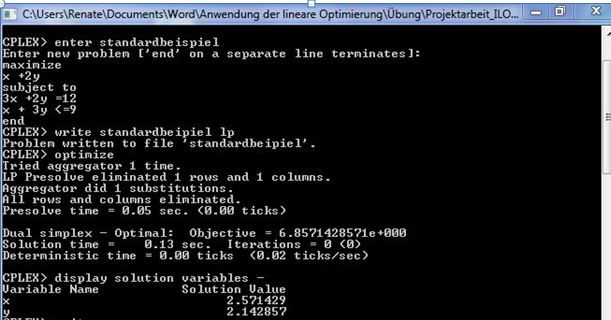 C:\Users\Renate\Documents\Word\Anwendung der lineare Optimierung\Übung\Projektarbeit_ILO...
CPLEX> enter standardbeispiel
Enter new problem ['end' on a separate line terminates]:
maximize
x +2y
subject to
3x +2y =12
x + 3y <=9
end
CPLEX> write standardbeipiel lp
Problem written to file 'standardbeipiel'.
CPLEX> optimize
Tried aggregator 1 time.
LP Presolve eliminated 1 rows and 1 columns.
Aggregator did 1 substitutions.
All rows and columns eliminated.
Presolve time = 0.05 sec. (0.00 ticks)
Dual simplex - Optimal:  Objective = 6.8571428571e+000
Solution time =    0.13 sec.  Iterations = 0 (0)
Deterministic time = 0.00 ticks  (0.02 ticks/sec)
CPLEX> display solution variables -
Variable Name           Solution Value
x                             2.571429
y                             2.142857